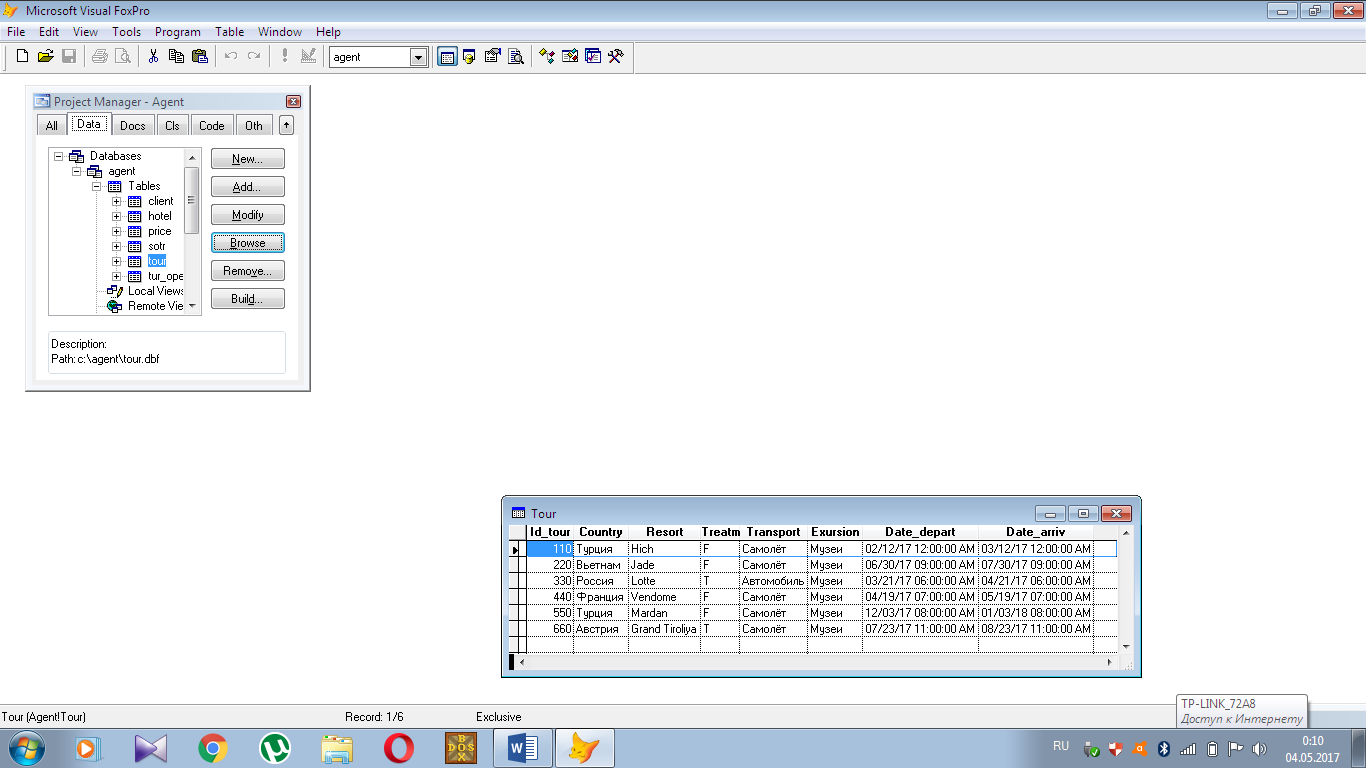 Microsoft Visual FoxPro
File Edit View Tools Program Table Window Help
agent
Project Manager - Agent
All Data Docs Cls Code Oth
Databases
agent
Tables
client
hotel
price
sotr
tour
tur_ope
Local Views
Remote Vie
New...
Add...
Modify
Browse
Remove...
Build...
Description:
Path: c:\agent\tour.dbf
Tour
Id_tour Country Resort Treatm Transport Exursion Date_depart Date_arriv
110 Турция Hich F Самолёт Музеи 02/12/17 12:00:00 AM 03/12/17 12:00:00 AM
220 Вьетнам Jade F Самолёт Музеи 06/30/17 09:00:00 AM 07/30/17 09:00:00 AM
330 Россия Lotte T Автомобиль Музеи 03/21/17 06:00:00 AM 04/21/17 06:00:00 AM
440 Франция Vendome F Самолёт Музеи 04/19/17 07:00:00 AM 05/19/17 07:00:00 AM
550 Турция Mardan F Самолёт Музеи 12/03/17 08:00:00 AM 01/03/18 08:00:00 AM
660 Австрия Grand Tiroliya T Самолёт Музеи 07/23/17 11:00:00 AM 08/23/17 11:00:00 AM
Tour (Agent!Tour) Record: 1/6 Exclusive
TP-LINK_72A8
Доступ к Интернету
DOS
RU
0:10
04.05.2017